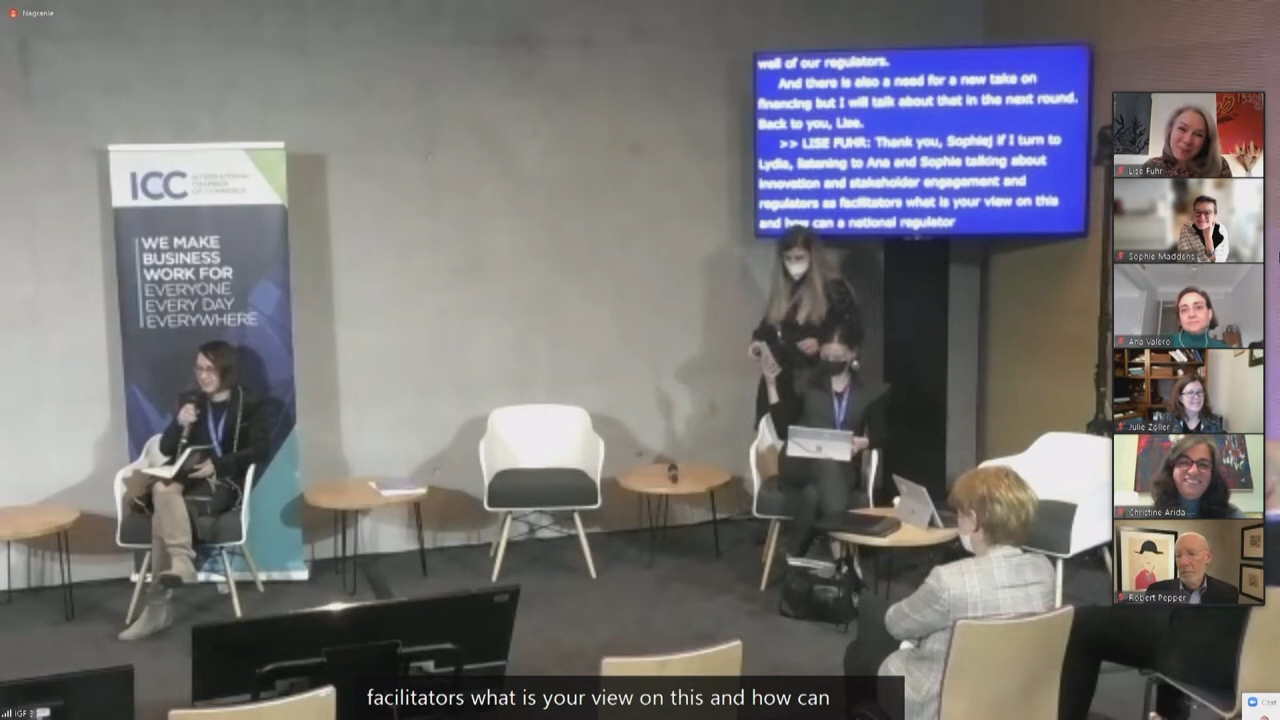 Nagranie
well of our regulators.
And there is also a need for a new take on
financing but I will talk about that in the next round.
Back to you, Lise.
>> LISE FUHR: Thank you, Sophie, if I turn to
Lydia, listening to Ana and Sophie talking about
innovation and stakeholder engagement and
regulators as facilitators what is your view on this
and how can a national regulator
ICC
INTERNATIONAL
CHAMBER
OF COMMERCE
WE MAKE
BUSINESS
WORK FOR
EVERYONE
EVERY DAY
EVERYWHERE
Lise Fuhr
Sophie Maddens
Ana Valero
Julie Zoller
Christine Arida
Robert Pepper
facilitators what is your view on this and how can
IGF
Chat